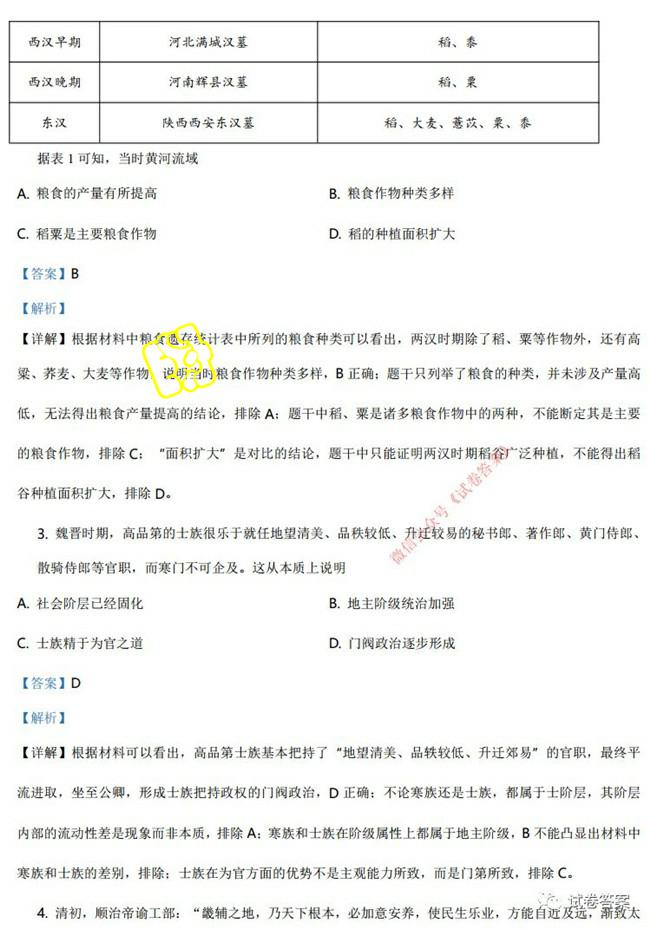 西汉早期 河北满城汉墓 稻、黍
西汉晚期 河南辉县汉墓 稻、粟
东汉 陕西西安东汉墓 稻、大麦、薏苡、粟、黍
据表 1 可知，当时黄河流域
A. 粮食的产量有所提高 B. 粮食作物种类多样
C. 稻粟是主要粮食作物 D. 稻的种植面积扩大
【答案】B
【解析】
【详解】根据材料中粮食遗存统计表中所列的粮食种类可以看出，两汉时期除了稻、粟等作物外，还有高
粱、荞麦、大麦等作物，说明当时粮食作物种类多样，B 正确；题干只列举了粮食的种类，并未涉及产量高
低，无法得出粮食产量提高的结论，排除 A；题干中稻、粟是诸多粮食作物中的两种，不能断定其是主要
的粮食作物，排除 C；“面积扩大”是对比的结论，题干中只能证明两汉时期稻谷广泛种植，不能得出稻
谷种植面积扩大，排除 D。
微信公众号《试卷答案》
3. 魏晋时期，高品第的士族很乐于就任地望清美、品秩较低、升迁较易的秘书郎、著作郎、黄门侍郎、
散骑侍郎等官职，而寒门不可企及。这从本质上说明
A. 社会阶层已经固化 B. 地主阶级统治加强
C. 士族精于为官之道 D. 门阀政治逐步形成
【答案】D
【解析】
【详解】根据材料可以看出，高品第士族基本把持了“地望清美、品轶较低、升迁郊易”的官职，最终平
流进取，坐至公卿，形成士族把持政权的门阀政治，D 正确；不论寒族还是士族，都属于士阶层，其阶层
内部的流动性差是现象而非本质，排除 A；寒族和士族在阶级属性上都属于地主阶级，B 不能凸显出材料中
寒族和士族的差别，排除；士族在为官方面的优势不是主观能力所致，而是门第所致，排除 C。
试卷答案
4. 清初，顺治帝谕工部：“畿辅之地，乃天下根本，必加意安养，使民生乐业，方能自近及远，渐致太